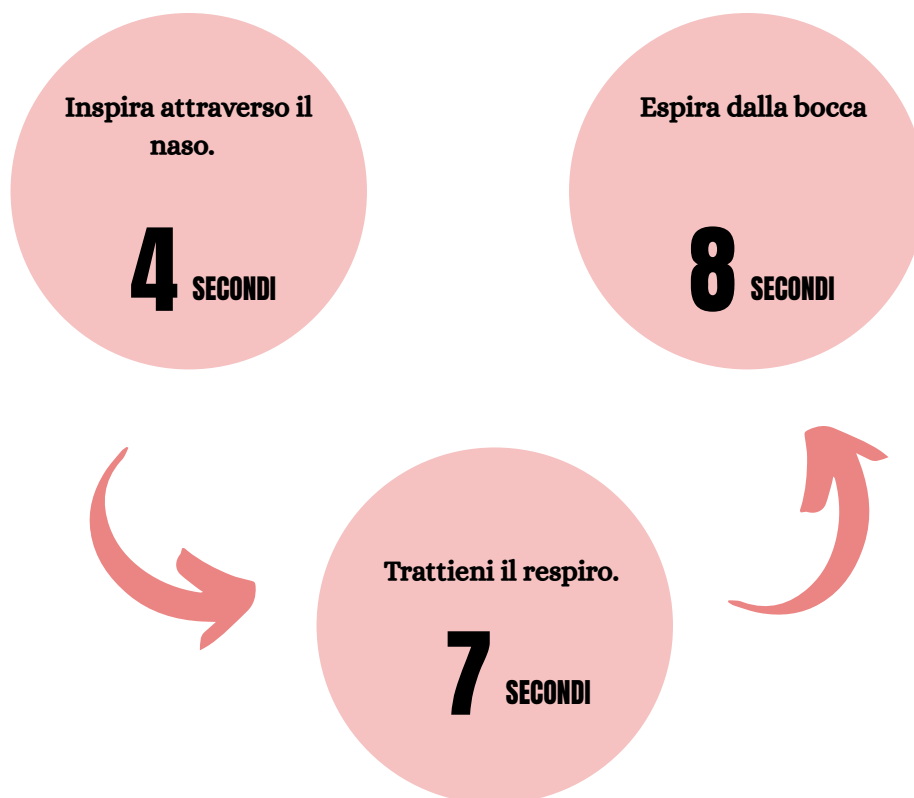 Inspira attraverso il
naso.
4 SECONDI
Trattieni il respiro.
7 SECONDI
Espira dalla bocca
8 SECONDI